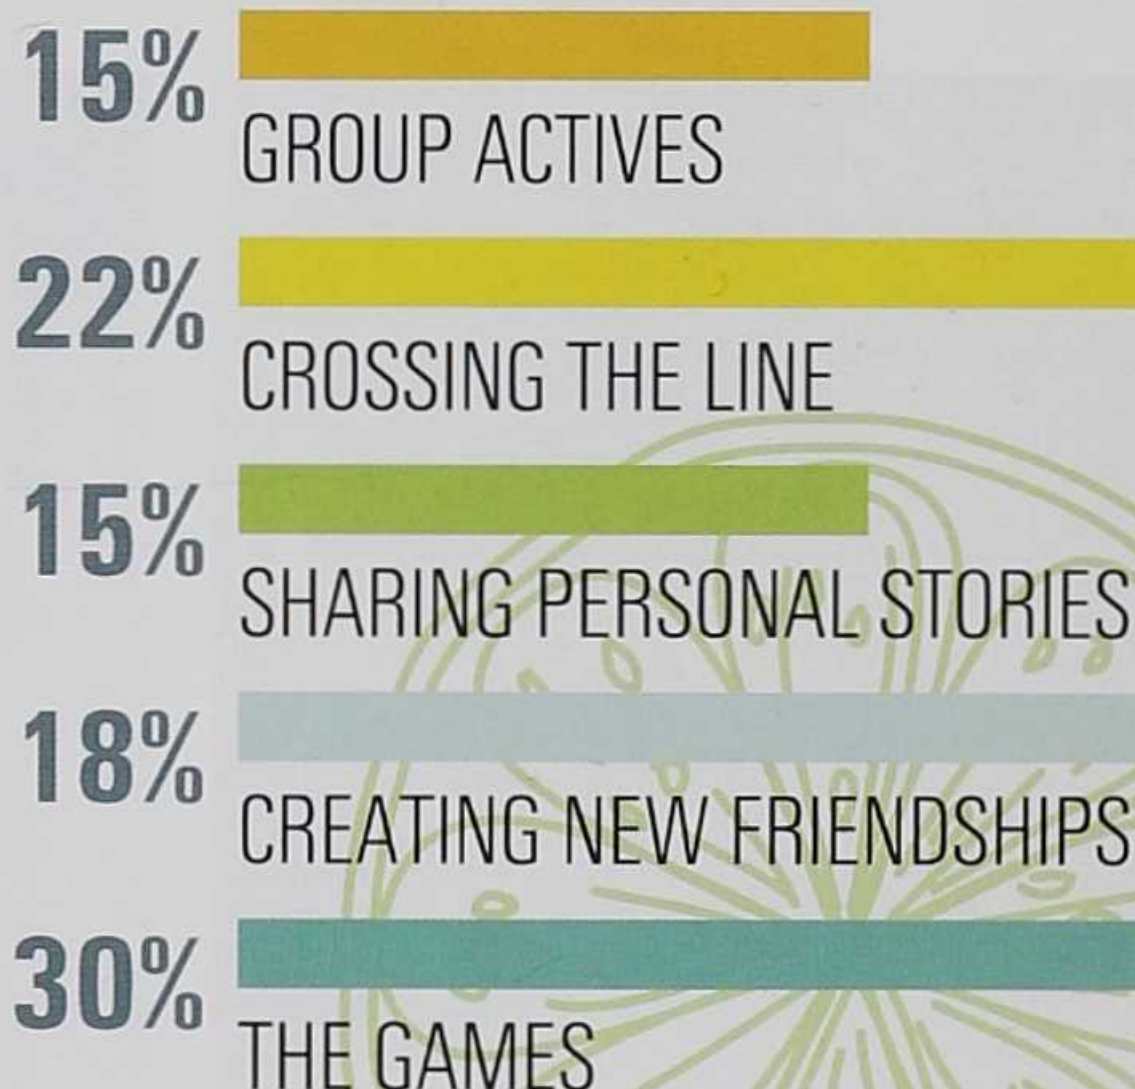 15%
GROUP ACTIVES
22%
CROSSING THE LINE
15%
SHARING PERSONAL STORIES
18%
CREATING NEW FRIENDSHIPS
30%
THE GAMES